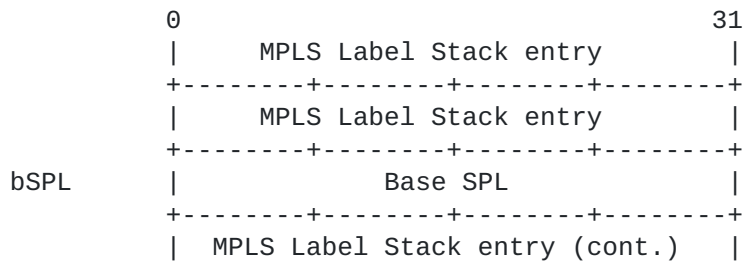 0                                 31
|     MPLS Label Stack entry        |
+--------+--------+--------+--------+
|     MPLS Label Stack entry        |
+--------+--------+--------+--------+
bSPL      |             Base SPL              |
+--------+--------+--------+--------+
|  MPLS Label Stack entry (cont.)   |